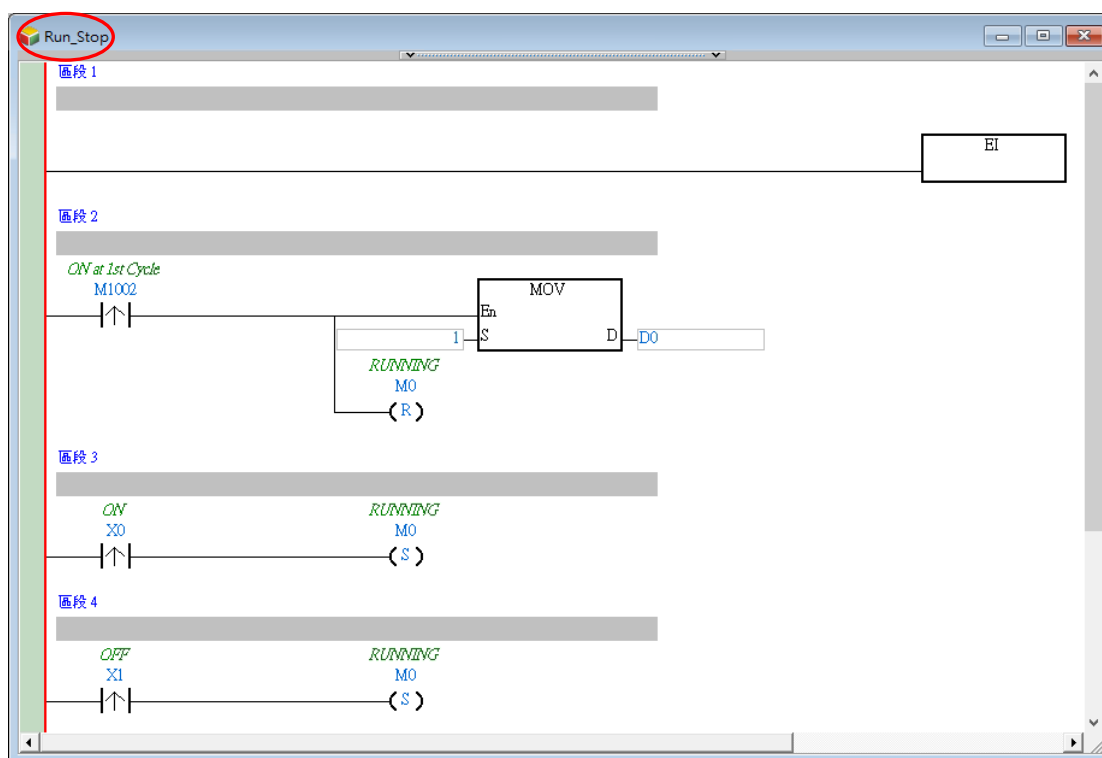 Run_Stop
區段 1
EI
區段 2
ON at 1st Cycle
M1002
MOV
En
1 S D D0
RUNNING
M0
R
區段 3
ON RUNNING
X0 M0
S
區段 4
OFF RUNNING
X1 M0
S